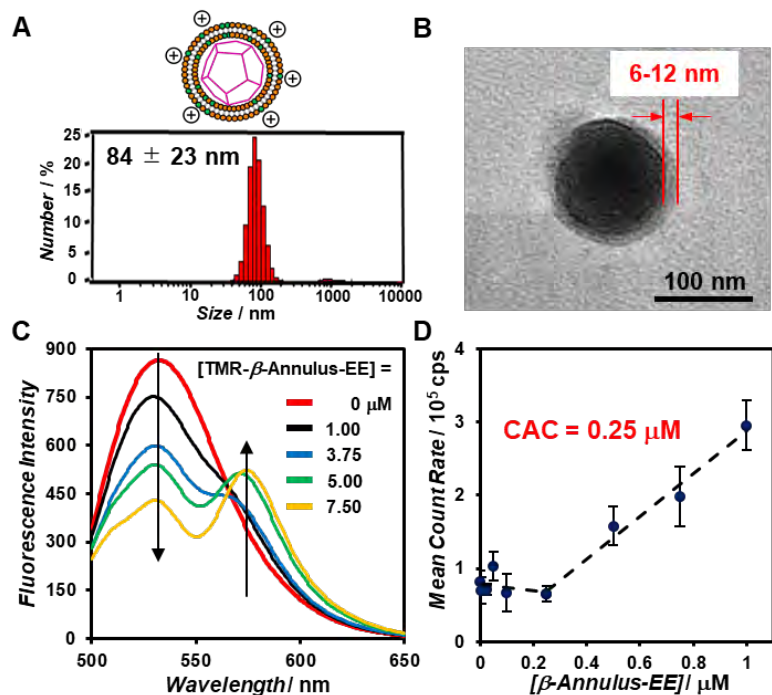 A
⊕ ⊕ ⊕ ⊕ ⊕ ⊕
84 ± 23 nm
Number / %
25
20
15
10
5
0
1 10 100 1000 10000
Size / nm
B
6-12 nm
100 nm
C
[TMR-β-Annulus-EE] =
0 μM
1.00
3.75
5.00
7.50
Fluorescence Intensity
900
750
600
450
300
150
0
500 550 600 650
Wavelength / nm
D
CAC = 0.25 μM
Mean Count Rate / 10⁵ cps
4
3
2
1
0
0 0.2 0.4 0.6 0.8 1
[β-Annulus-EE]/ μM